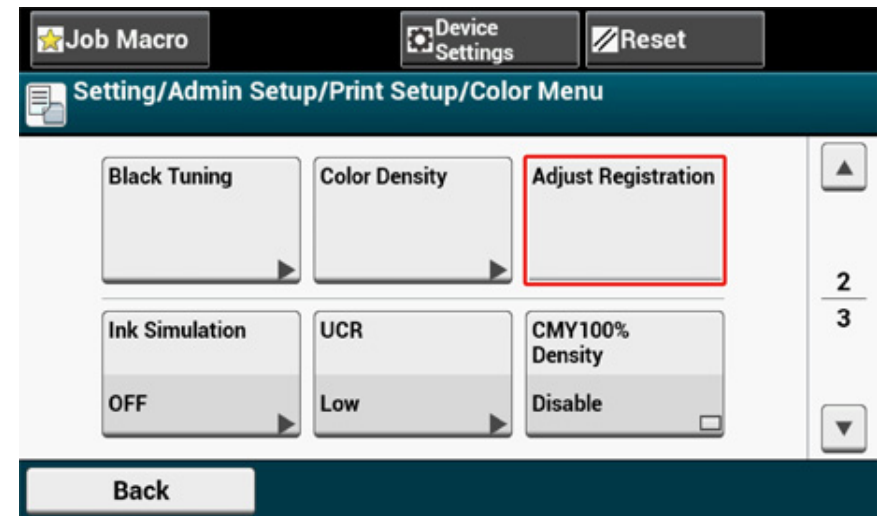 Job Macro
Device
Settings
Reset
Setting/Admin Setup/Print Setup/Color Menu
Black Tuning
Color Density
Adjust Registration
2
3
Ink Simulation
UCR
CMY100%
Density
OFF
Low
Disable
Back